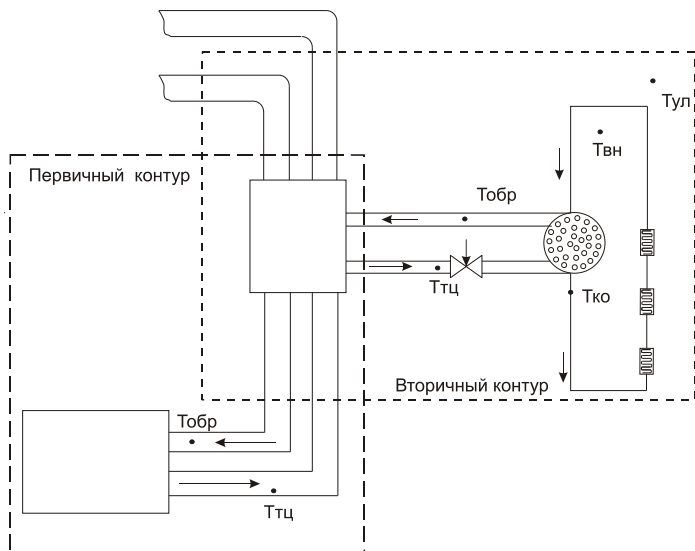 Тул
Твн
Первичный контур
Тобр
Ттц
Тко
Вторичный контур
Тобр
Ттц